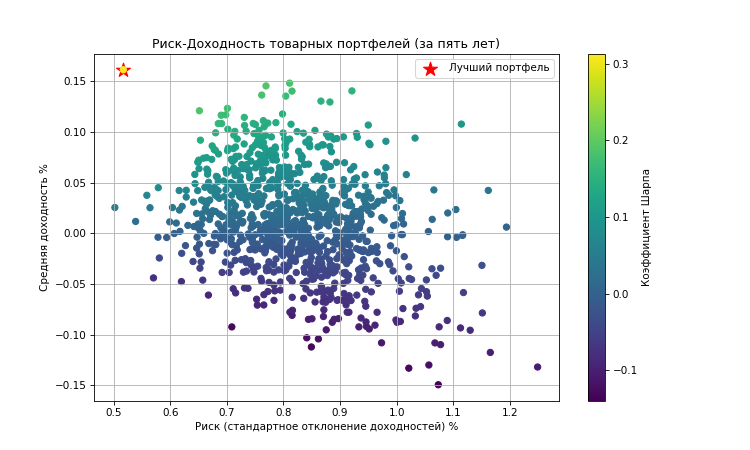 Риск-Доходность товарных портфелей (за пять лет)
Лучший портфель
Средняя доходность %
0.15
0.10
0.05
0.00
−0.05
−0.10
−0.15
0.5 0.6 0.7 0.8 0.9 1.0 1.1 1.2
Риск (стандартное отклонение доходностей) %
0.3
0.2
0.1
0.0
−0.1
Коэффициент Шарпа